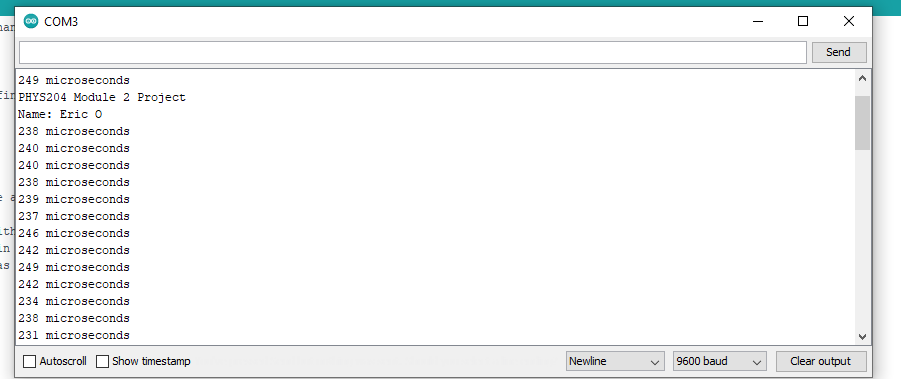 COM3
Send
249 microseconds
PHYS204 Module 2 Project
Name: Eric O
238 microseconds
240 microseconds
240 microseconds
238 microseconds
239 microseconds
237 microseconds
246 microseconds
242 microseconds
249 microseconds
242 microseconds
234 microseconds
238 microseconds
231 microseconds
Autoscroll Show timestamp Newline 9600 baud Clear output